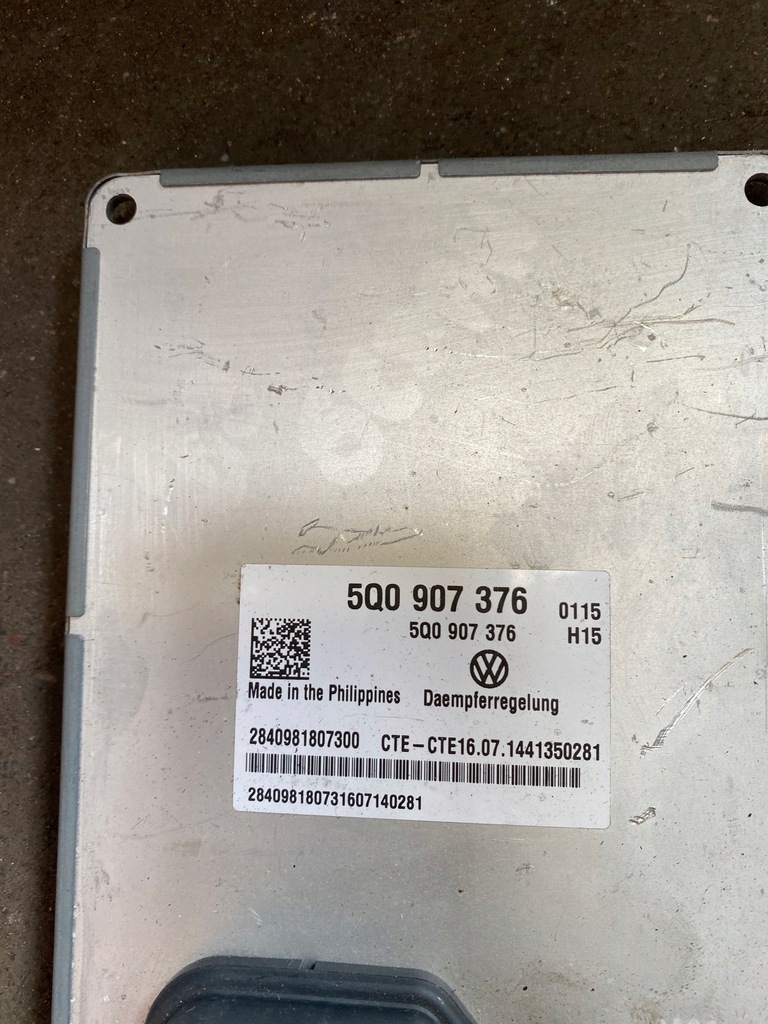 5Q0 907 376 0115
5Q0 907 376 H15
Made in the Philippines Daempferregelung
2840981807300 CTE-CTE16.07.1441350281
284098180731607140281